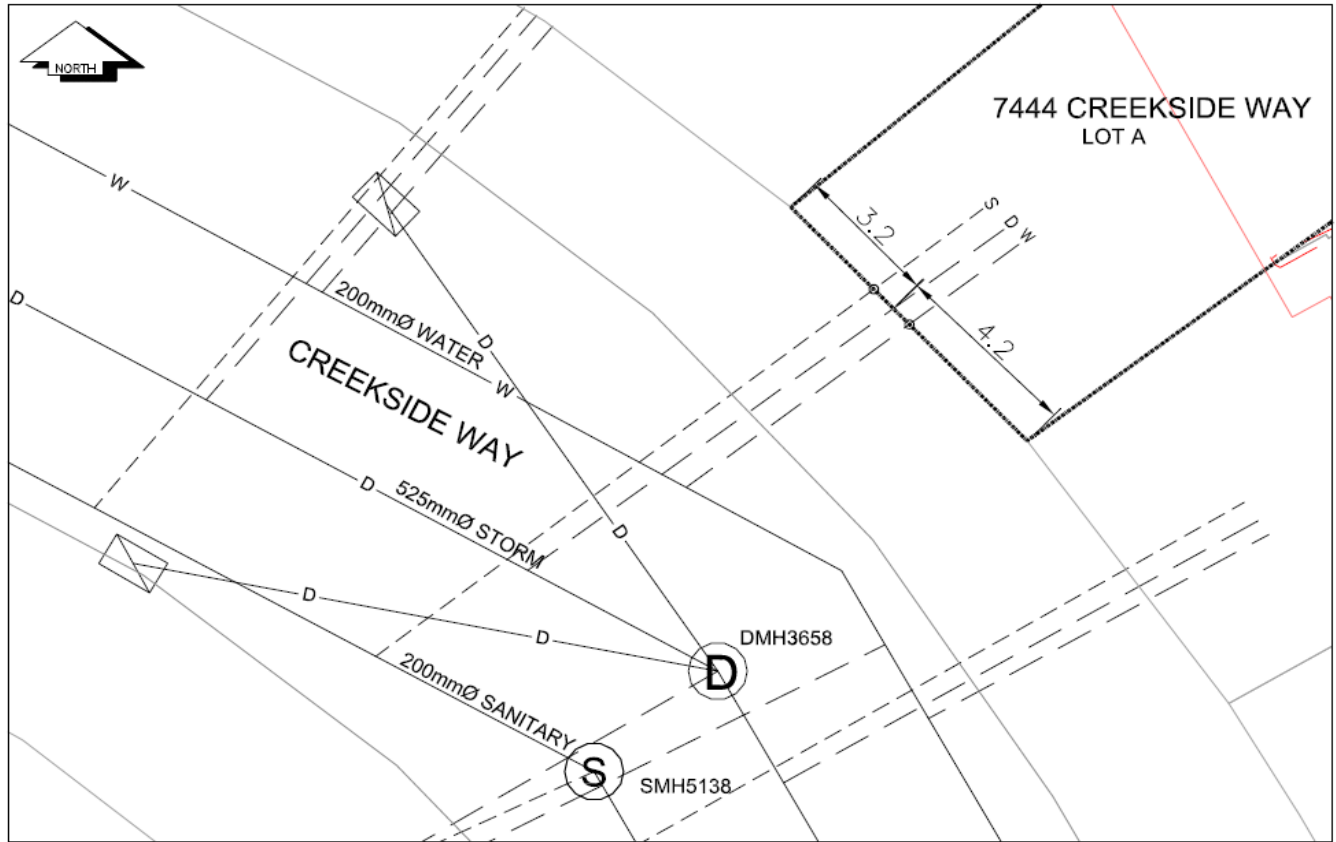 NORTH
7444 CREEKSIDE WAY
LOT A
W
3.2
S D W
D
200mmØ WATER
D
4.2
CREEKSIDE WAY
W
D
525mmØ STORM
D
D
D
DMH3658
D
200mmØ SANITARY
S
SMH5138